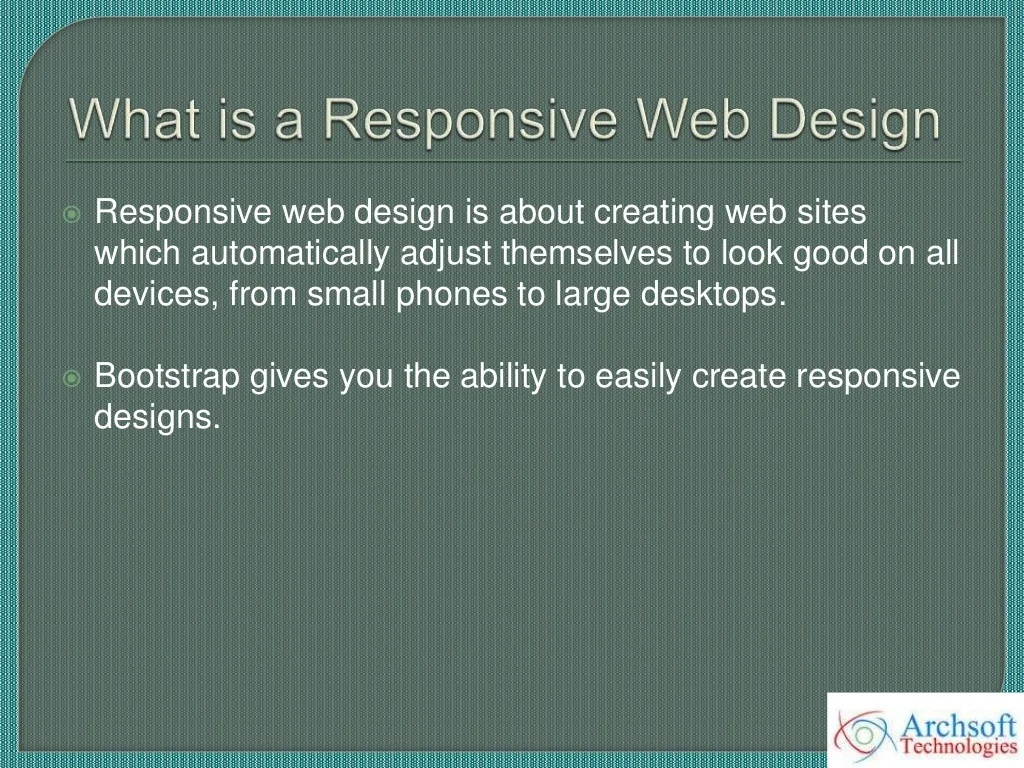 What is a Responsive Web Design
Responsive web design is about creating web sites
which automatically adjust themselves to look good on all
devices, from small phones to large desktops.
Bootstrap gives you the ability to easily create responsive
designs.
Archsoft
Technologies